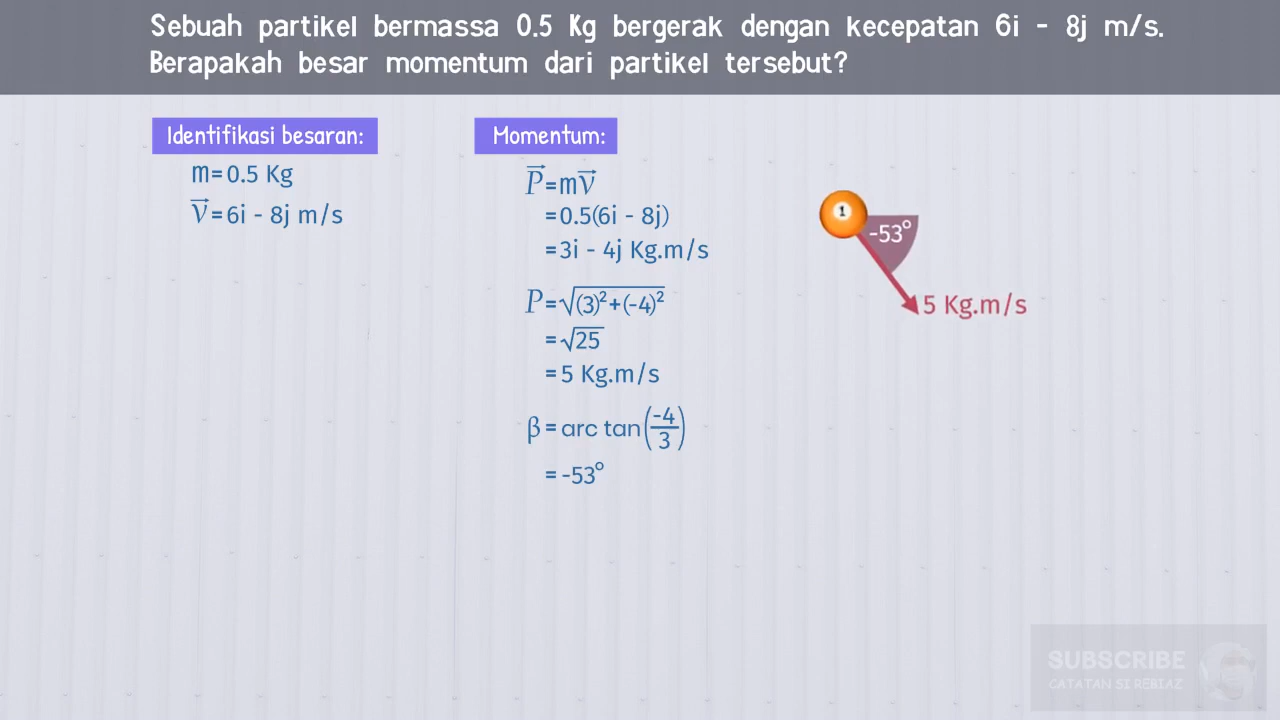 Sebuah partikel bermassa 0.5 Kg bergerak dengan kecepatan 6i - 8j m/s.
Berapakah besar momentum dari partikel tersebut?
Identifikasi besaran:
m=0.5 Kg
v⃗=6i - 8j m/s
Momentum:
P⃗=mv⃗
=0.5(6i - 8j)
=3i - 4j Kg.m/s
P=√((3)²+(-4)²)
=√25
=5 Kg.m/s
β = arc tan(-4/3)
= -53°
1
-53°
5 Kg.m/s
SUBSCRIBE
CATATAN SI REBIAZ